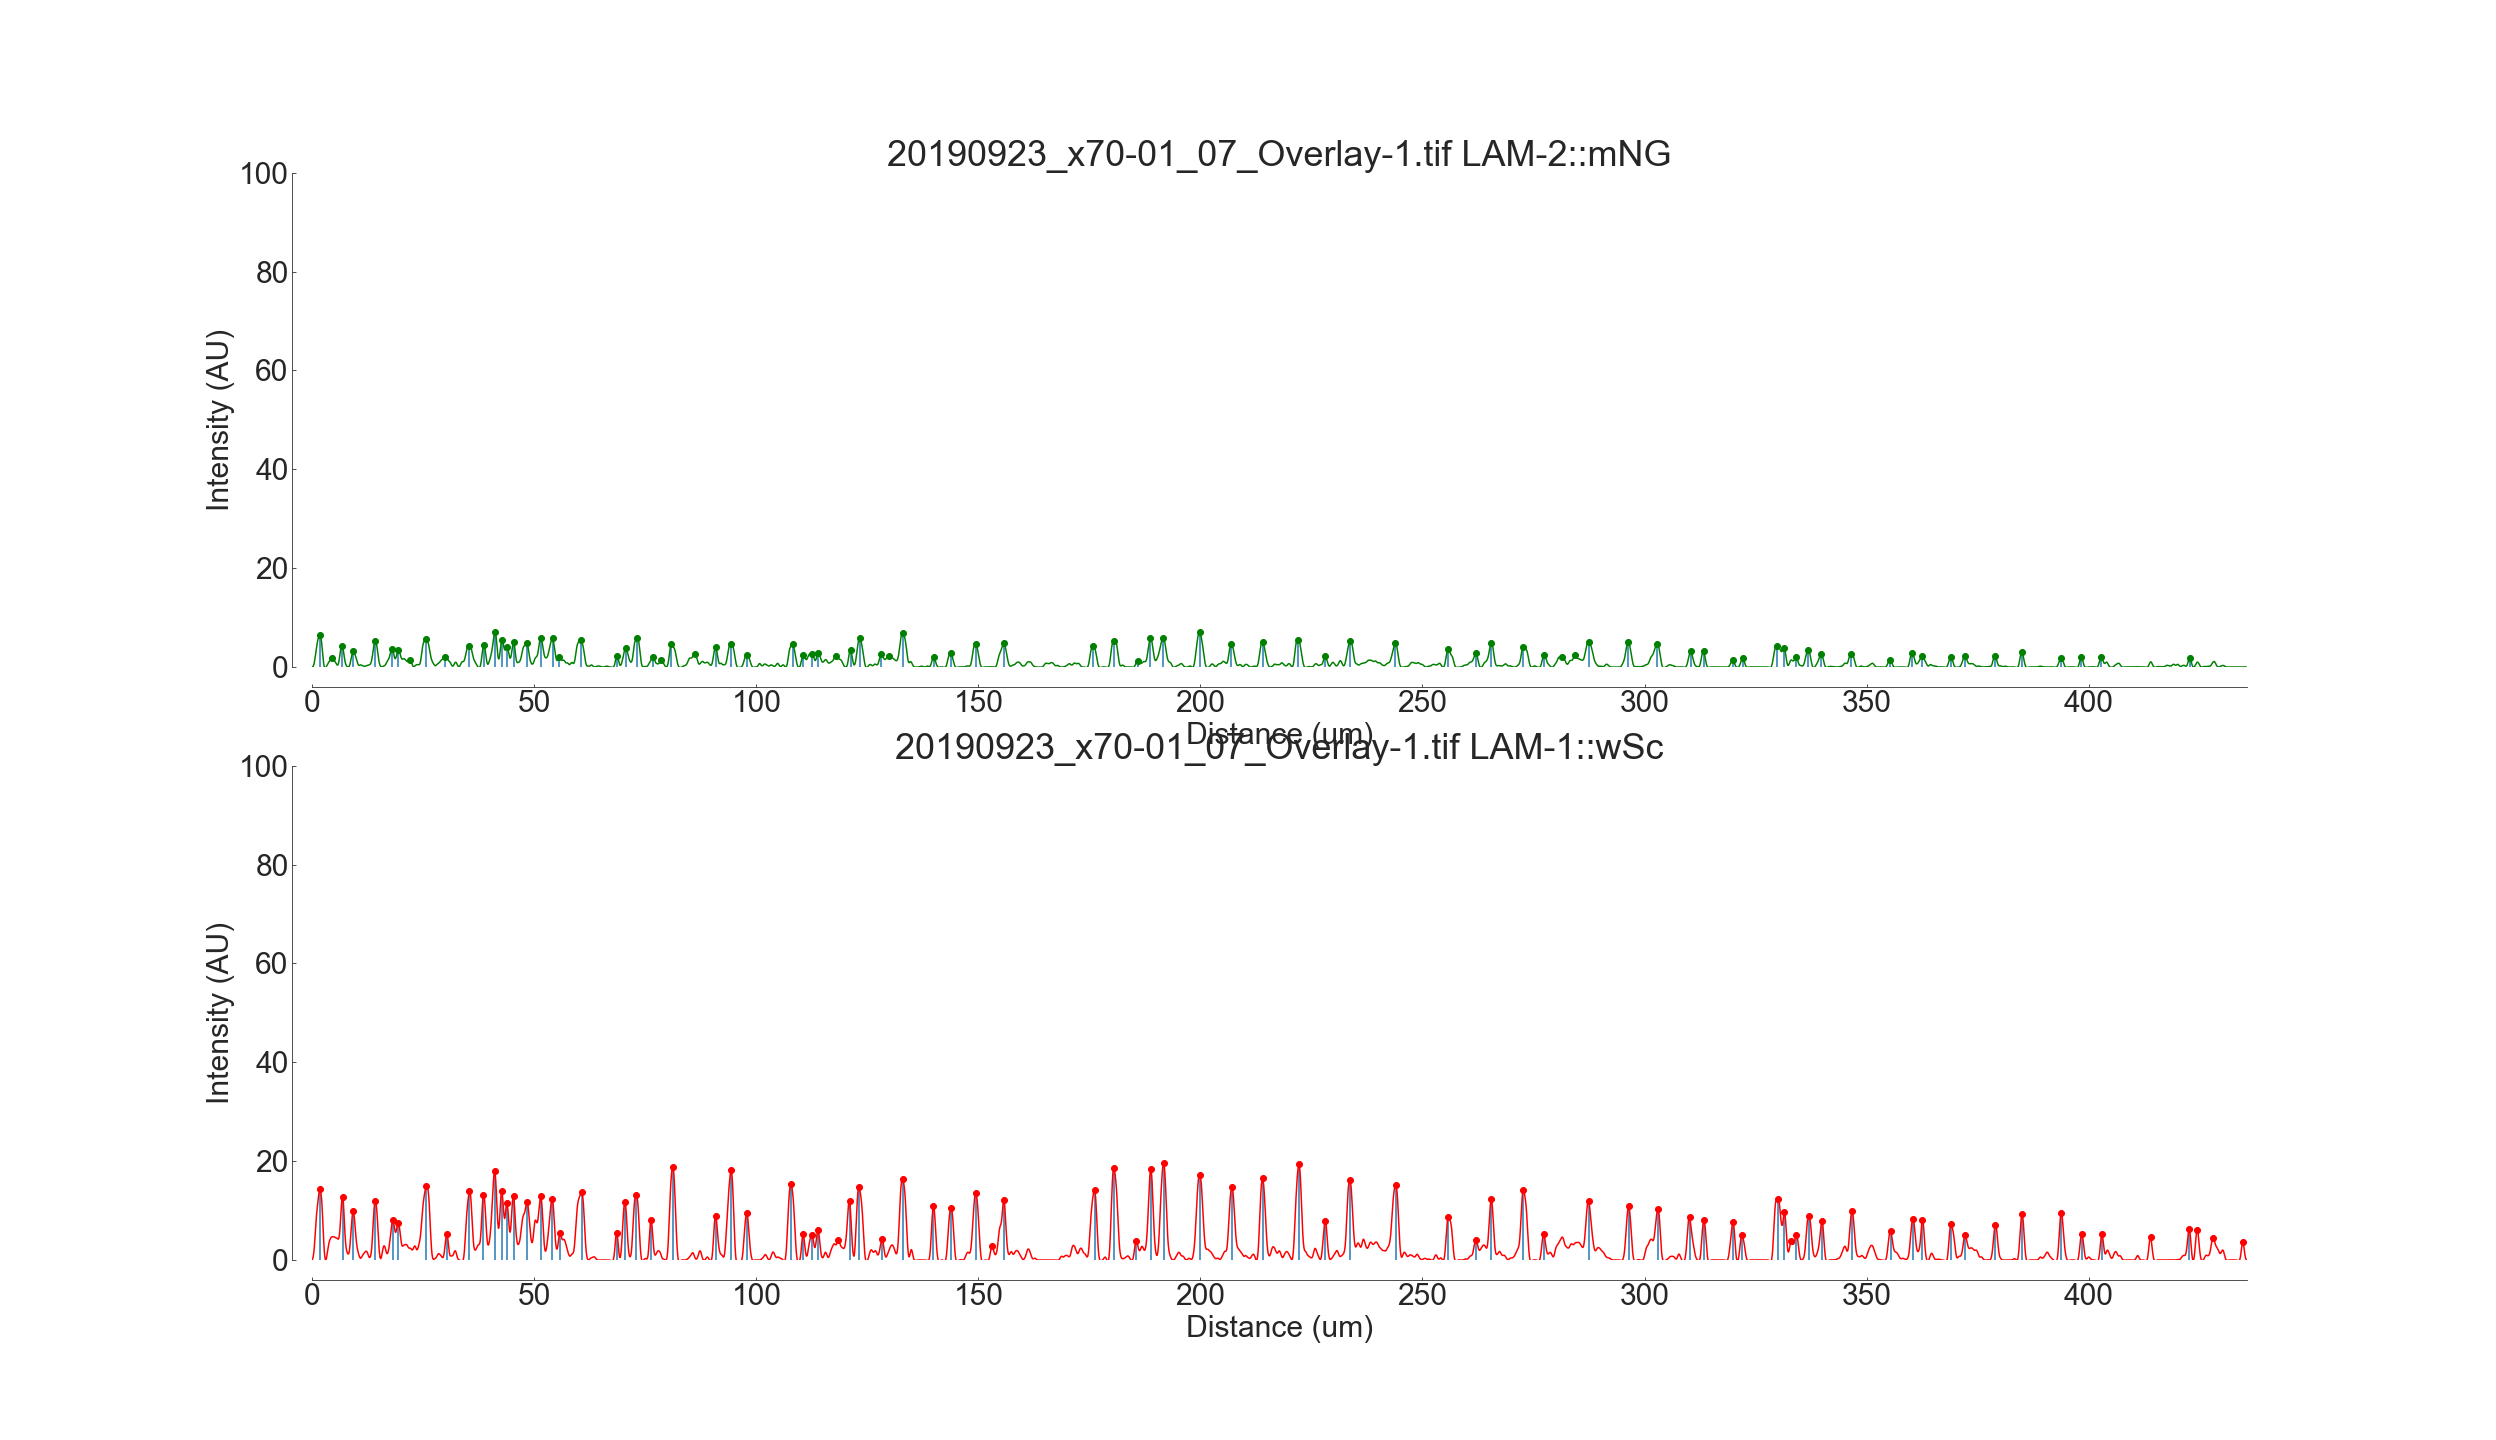 20190923_x70-01_07_Overlay-1.tif LAM-2::mNG
100
80
60
40
20
0
Intensity (AU)
0 50 100 150 200 250 300 350 400
Distance (um)
20190923_x70-01_07_Overlay-1.tif LAM-1::wSc
100
80
60
40
20
0
Intensity (AU)
0 50 100 150 200 250 300 350 400
Distance (um)